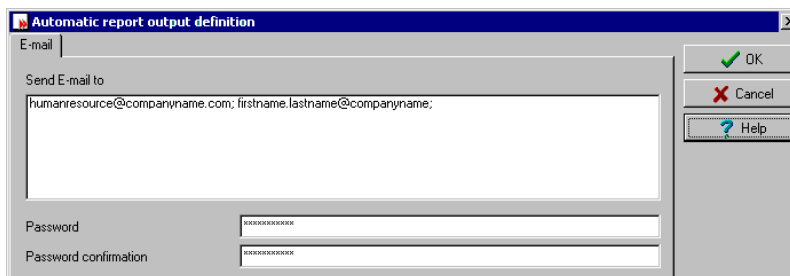 Automatic report output definition
E-mail
OK
Send E-mail to
Cancel
humanresource@companyname.com; firstname.lastname@companyname;
? Help
Password
***********
Password confirmation
***********